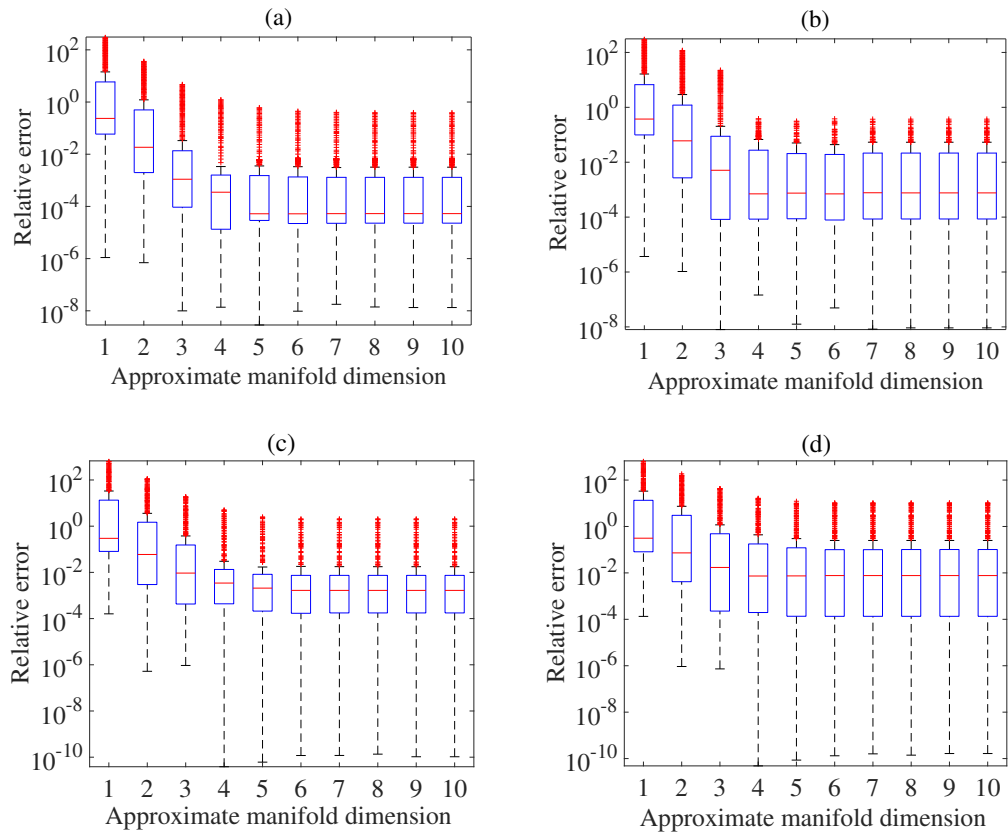 (a)
Relative error
10^2
10^0
10^-2
10^-4
10^-6
10^-8
1 2 3 4 5 6 7 8 9 10
Approximate manifold dimension
(b)
Relative error
10^2
10^0
10^-2
10^-4
10^-6
10^-8
1 2 3 4 5 6 7 8 9 10
Approximate manifold dimension
(c)
Relative error
10^2
10^0
10^-2
10^-4
10^-6
10^-8
10^-10
1 2 3 4 5 6 7 8 9 10
Approximate manifold dimension
(d)
Relative error
10^2
10^0
10^-2
10^-4
10^-6
10^-8
10^-10
1 2 3 4 5 6 7 8 9 10
Approximate manifold dimension